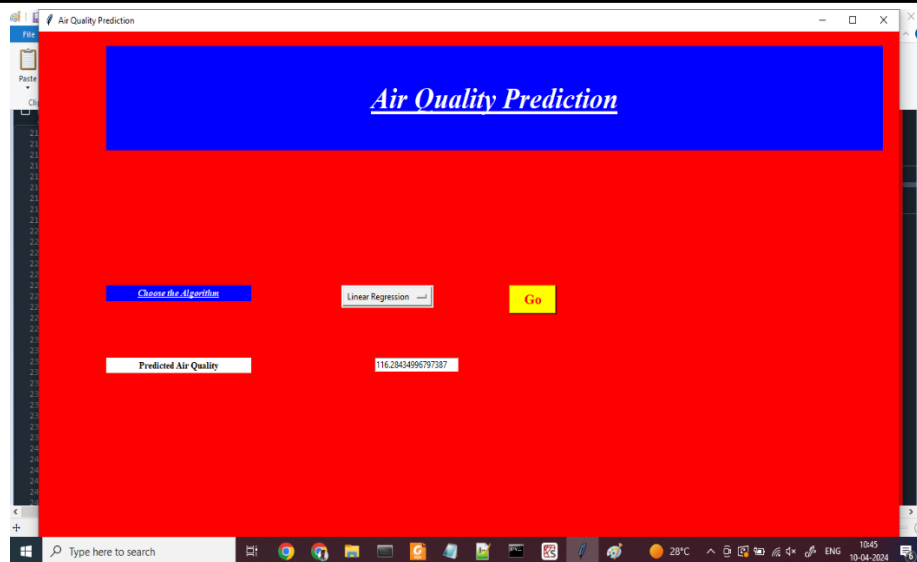 Air Quality Prediction
File
Paste
Air Quality Prediction
Choose the Algorithm
Linear Regression
Go
Predicted Air Quality
116.28434996797387
Type here to search
28°C
ENG
10:45
10-04-2024